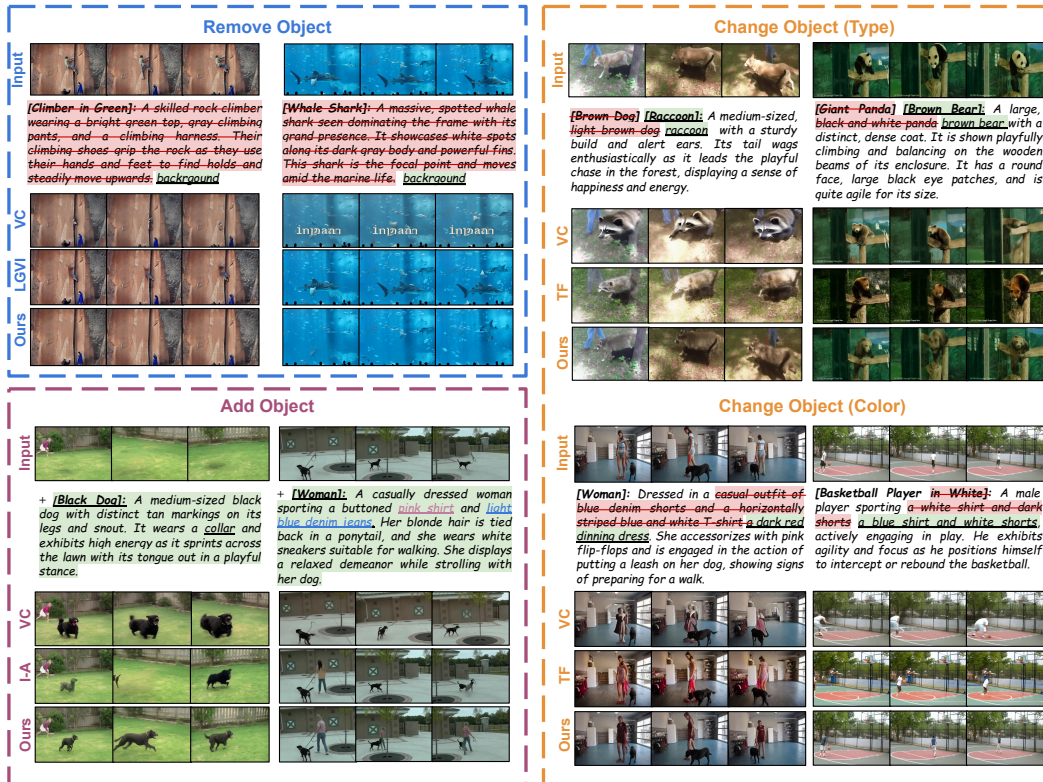 Remove Object
Input
[Climber in Green]: A skilled rock climber
wearing a bright green top, gray climbing
pants, and a climbing harness. Their
climbing shoes grip the rock as they use
their hands and feet to find holds and
steadily move upwards. backrgound
[Whale Shark]: A massive, spotted whale
shark seen dominating the frame with its
grand presence. It showcases white spots
along its dark gray body and powerful fins.
This shark is the focal point and moves
amid the marine life. backrgound
VC
inpaan inpaan inpaan
LGVI
Ours
Change Object (Type)
Input
[Brown Dog] [Raccoon]: A medium-sized,
light brown dog raccoon with a sturdy
build and alert ears. Its tail wags
enthusiastically as it leads the playful
chase in the forest, displaying a sense of
happiness and energy.
[Giant Panda] [Brown Bear]: A large,
black and white panda brown bear with a
distinct, dense coat. It is shown playfully
climbing and balancing on the wooden
beams of its enclosure. It has a round
face, large black eye patches, and is
quite agile for its size.
VC
TF
Ours
Add Object
Input
+ [Black Dog]: A medium-sized black
dog with distinct tan markings on its
legs and snout. It wears a collar and
exhibits high energy as it sprints across
the lawn with its tongue out in a playful
stance.
+ [Woman]: A casually dressed woman
sporting a buttoned pink shirt and light
blue denim jeans. Her blonde hair is tied
back in a ponytail, and she wears white
sneakers suitable for walking. She displays
a relaxed demeanor while strolling with
her dog.
VC
I-A
Ours
Change Object (Color)
Input
[Woman]: Dressed in a casual outfit of
blue denim shorts and a horizontally
striped blue and white T-shirt a dark red
dinning dress. She accessorizes with pink
flip-flops and is engaged in the action of
putting a leash on her dog, showing signs
of preparing for a walk.
[Basketball Player in White]: A male
player sporting a white shirt and dark
shorts a blue shirt and white shorts,
actively engaging in play. He exhibits
agility and focus as he positions himself
to intercept or rebound the basketball.
VC
TF
Ours